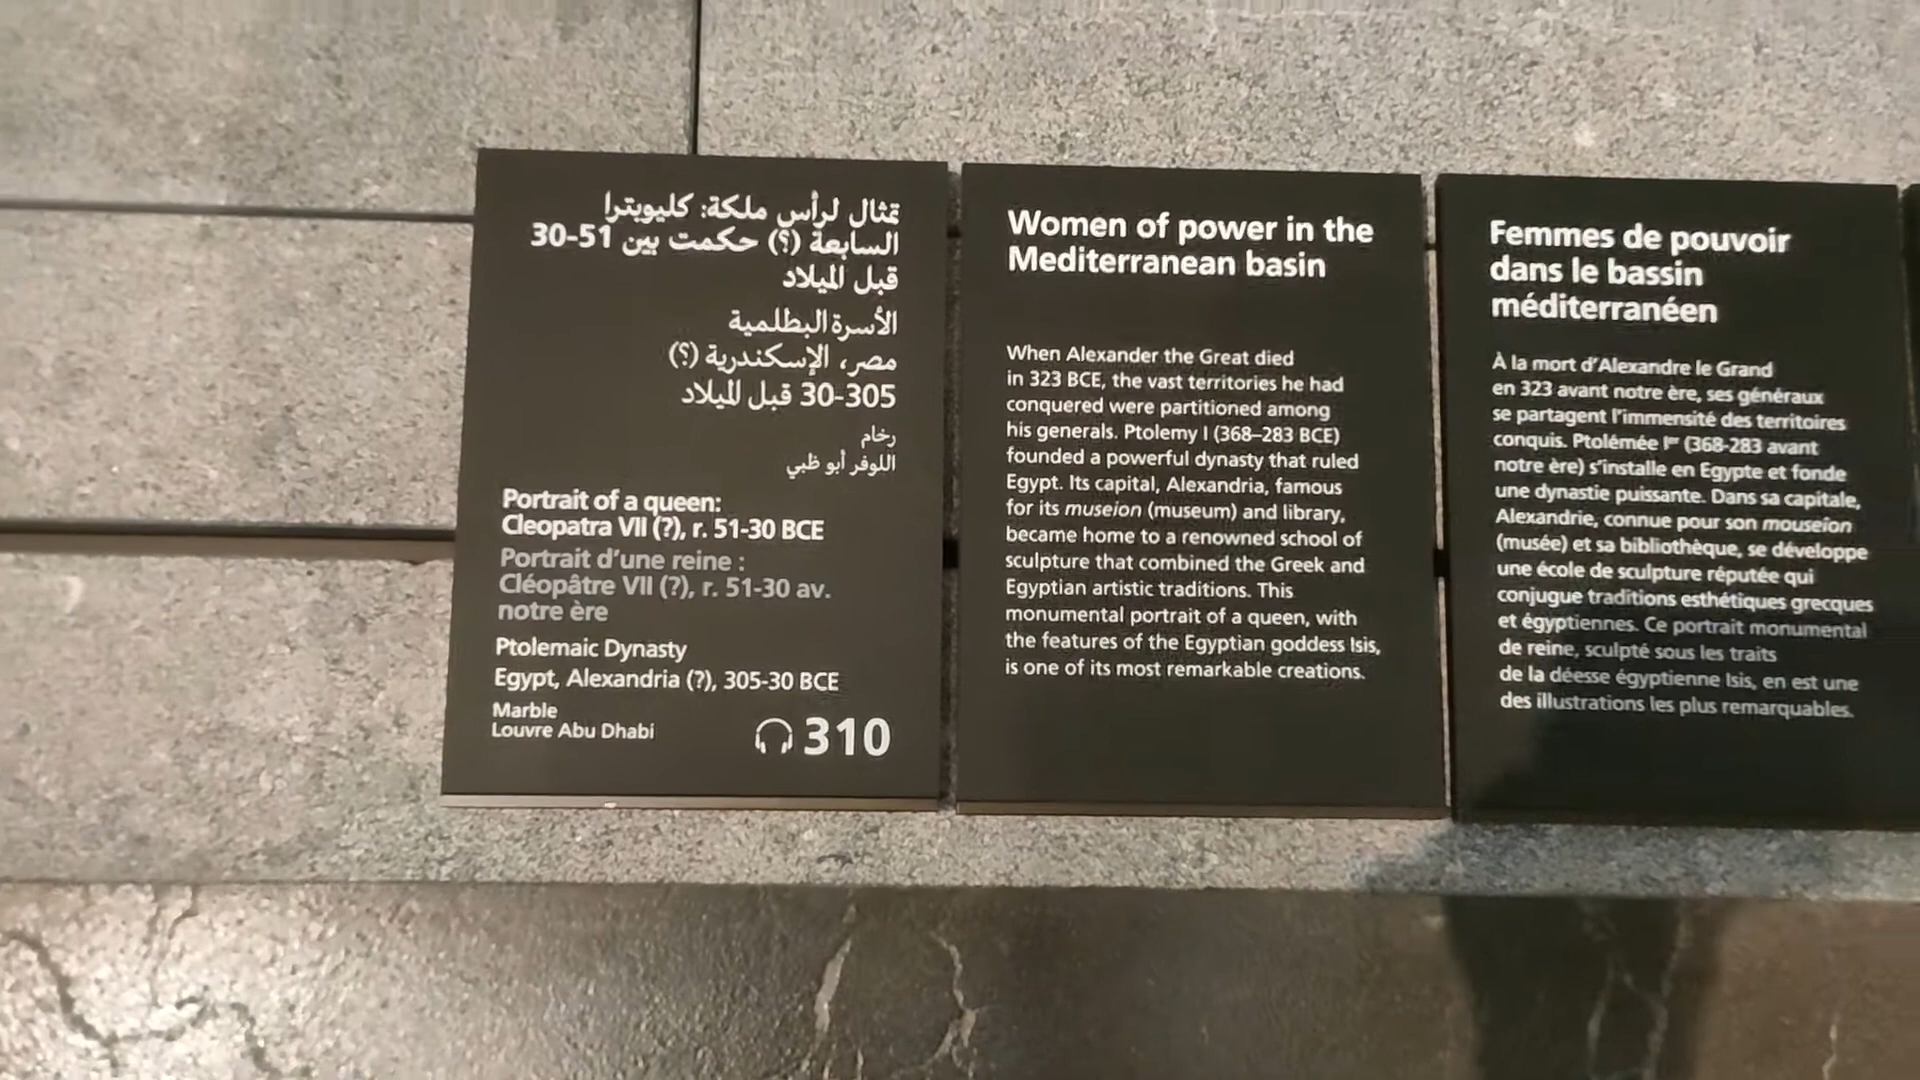 تمثال لرأس ملكة: كليوبترا
السابعة (؟) حكمت بين 51-30
قبل الميلاد
الأسرة البطلمية
مصر، الإسكندرية (؟)
305-30 قبل الميلاد
رخام
اللوفر أبو ظبي
Portrait of a queen:
Cleopatra VII (?), r. 51-30 BCE
Portrait d'une reine :
Cléopâtre VII (?), r. 51-30 av.
notre ère
Ptolemaic Dynasty
Egypt, Alexandria (?), 305-30 BCE
Marble
Louvre Abu Dhabi
310
Women of power in the
Mediterranean basin
When Alexander the Great died
in 323 BCE, the vast territories he had
conquered were partitioned among
his generals. Ptolemy I (368–283 BCE)
founded a powerful dynasty that ruled
Egypt. Its capital, Alexandria, famous
for its museion (museum) and library,
became home to a renowned school of
sculpture that combined the Greek and
Egyptian artistic traditions. This
monumental portrait of a queen, with
the features of the Egyptian goddess Isis,
is one of its most remarkable creations.
Femmes de pouvoir
dans le bassin
méditerranéen
À la mort d'Alexandre le Grand
en 323 avant notre ère, ses généraux
se partagent l'immensité des territoires
conquis. Ptolémée Ier (368-283 avant
notre ère) s'installe en Egypte et fonde
une dynastie puissante. Dans sa capitale,
Alexandrie, connue pour son mouseîon
(musée) et sa bibliothèque, se développe
une école de sculpture réputée qui
conjugue traditions esthétiques grecques
et égyptiennes. Ce portrait monumental
de reine, sculpté sous les traits
de la déesse égyptienne Isis, en est une
des illustrations les plus remarquables.